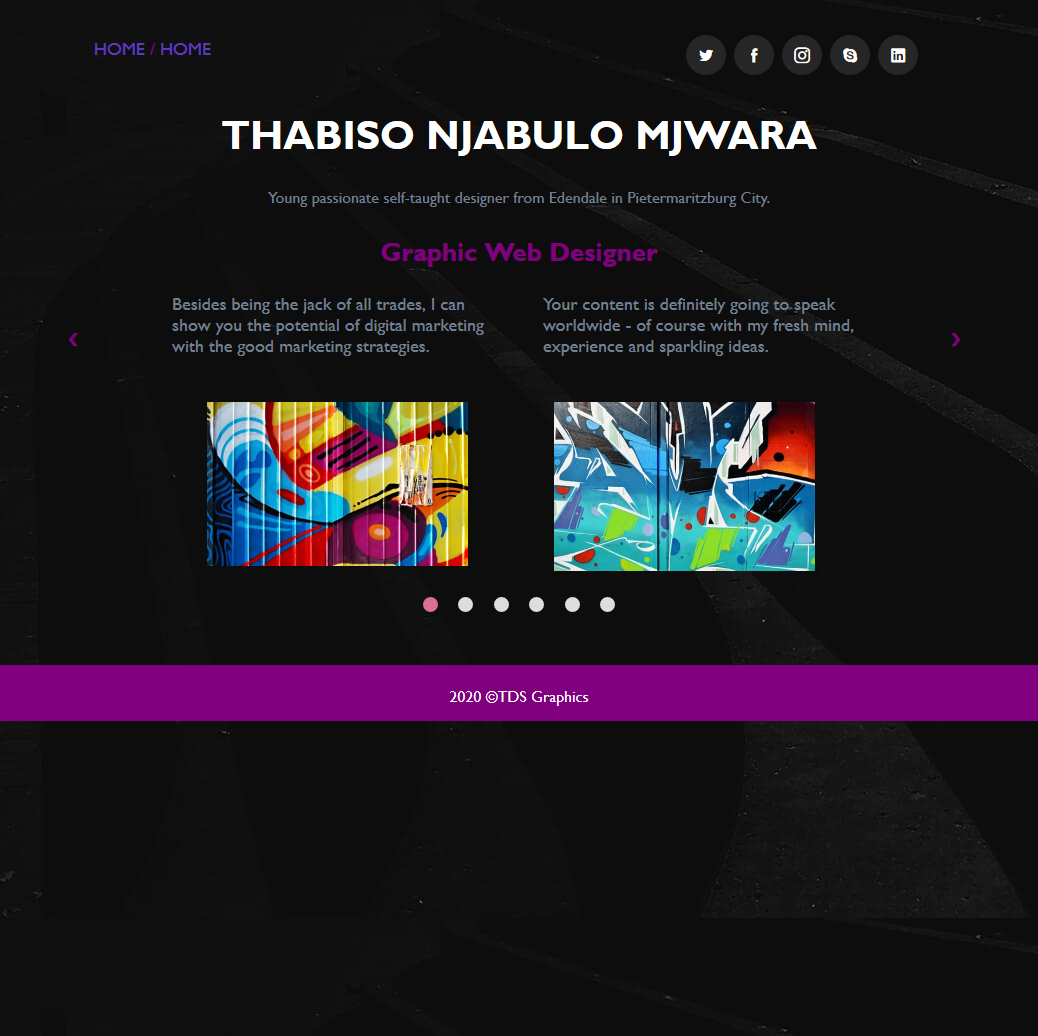 HOME / HOME
THABISO NJABULO MJWARA
Young passionate self-taught designer from Edendale in Pietermaritzburg City.
Graphic Web Designer
Besides being the jack of all trades, I can
show you the potential of digital marketing
with the good marketing strategies.
Your content is definitely going to speak
worldwide - of course with my fresh mind,
experience and sparkling ideas.
2020 ©TDS Graphics